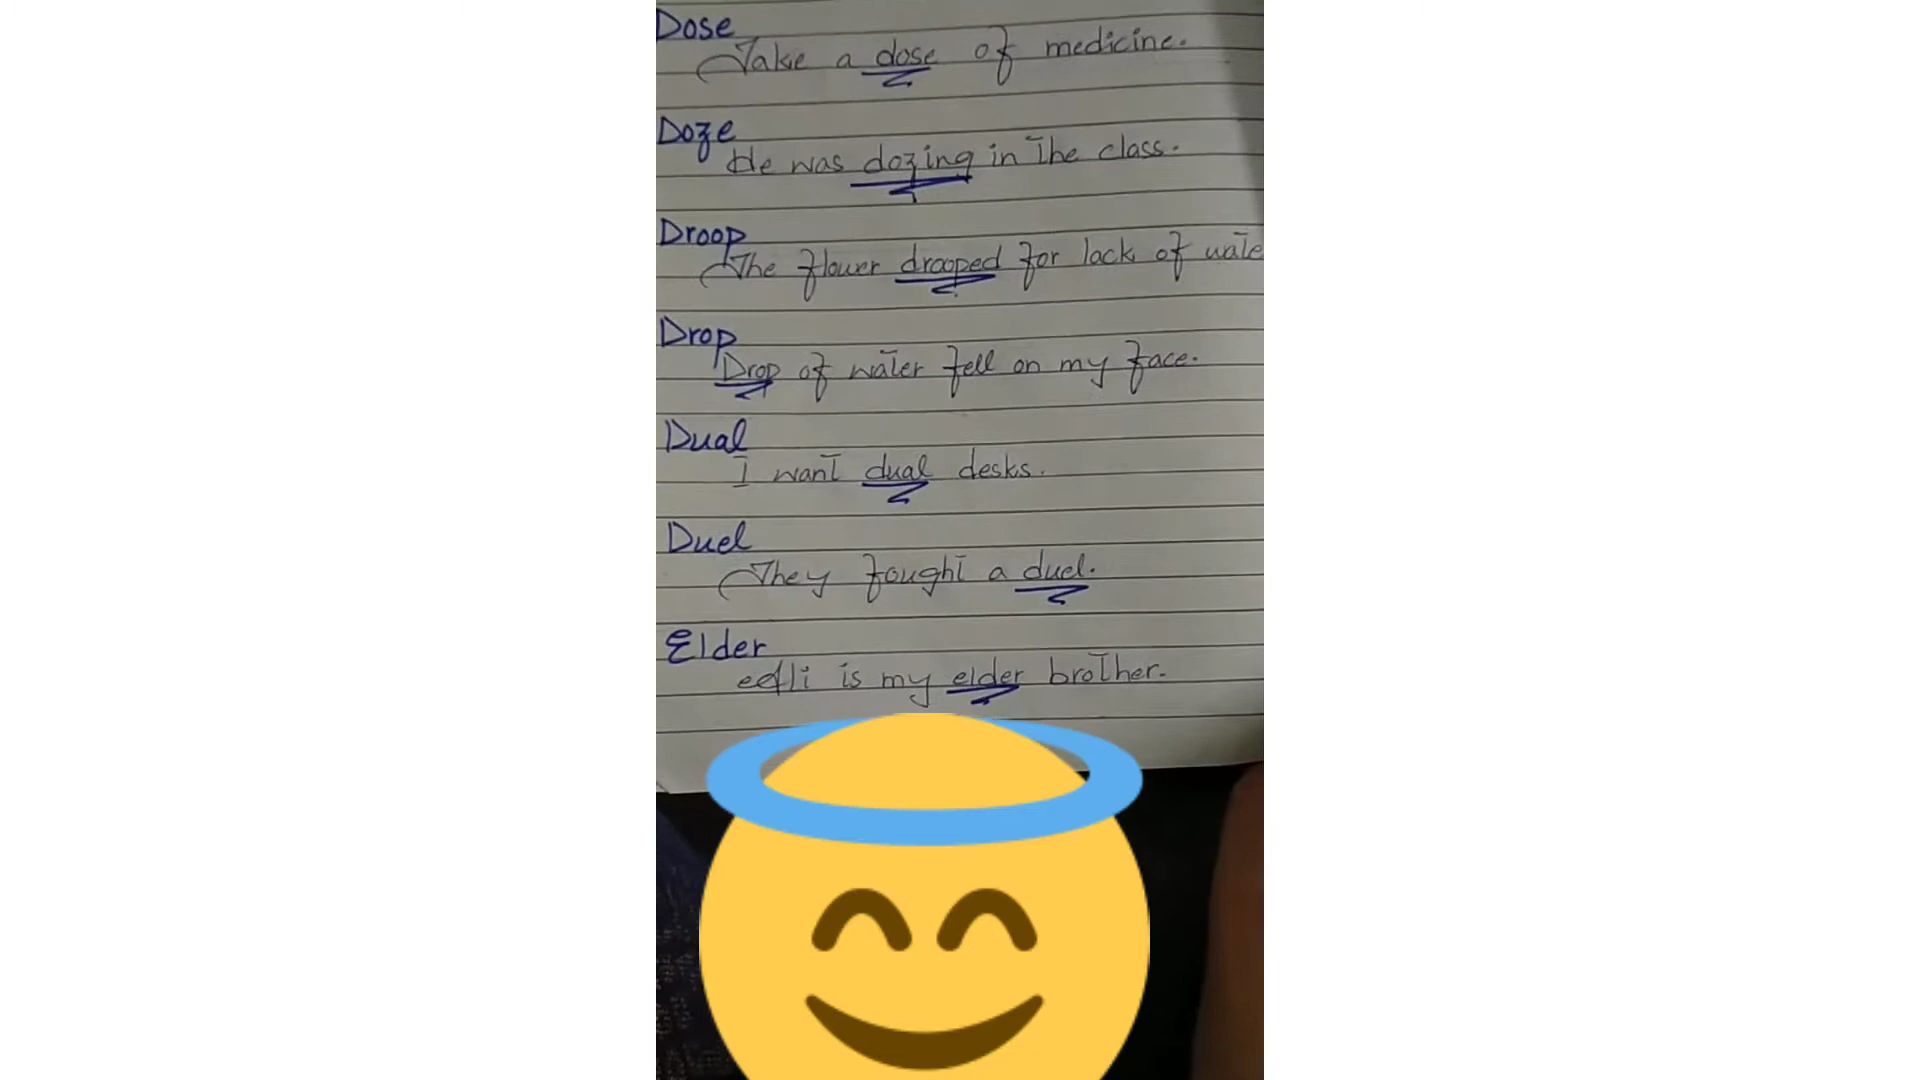 Dose
Take a dose of medicine.
Doze
He was dozing in the class.
Droop
The flower drooped for lack of wate
Drop
Drop of water fell on my face.
Dual
I want dual desks.
Duel
They fought a duel.
Elder
Ali is my elder brother.